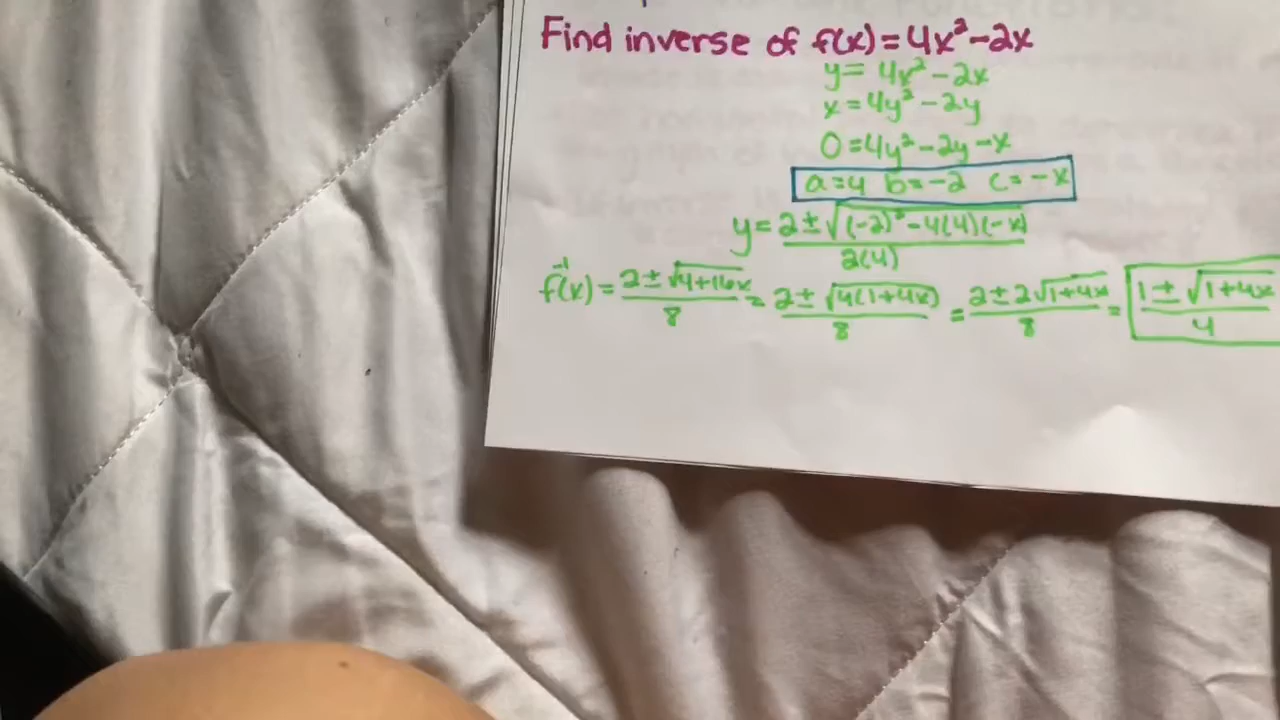 Find inverse of f(x) = 4x² - 2x
y = 4x² - 2x
x = 4y² - 2y
0 = 4y² - 2y - x
a = 4 b = -2 c = -x
y = 2 ± √(-2)² - 4(4)(-x) / 2(4)
f⁻¹(x) = 2 ± √4+16x / 8 = 2 ± √4(1+4x) / 8 = 2 ± 2√1+4x / 8 = 1 ± √1+4x / 4